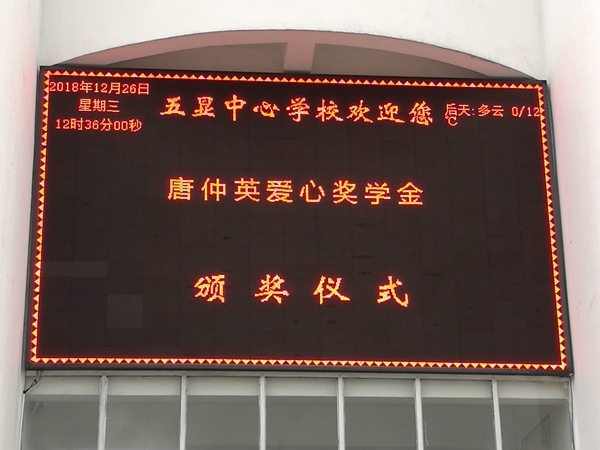 2018年12月26日
星期三
12时36分00秒
五显中心学校欢迎您
后天:多云 0/12
℃
唐仲英爱心奖学金
颁奖仪式